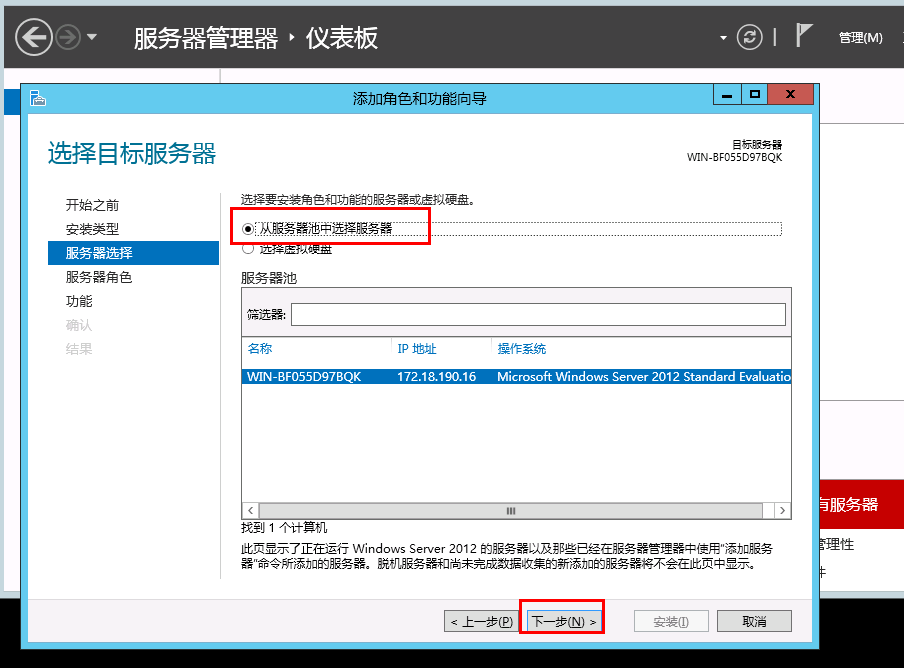 服务器管理器 · 仪表板
管理(M)
添加角色和功能向导
选择目标服务器
目标服务器
WIN-BF055D97BQK
开始之前
安装类型
服务器选择
服务器角色
功能
确认
结果
选择要安装角色和功能的服务器或虚拟硬盘。
从服务器池中选择服务器
选择虚拟硬盘
服务器池
筛选器:
名称 IP 地址 操作系统
WIN-BF055D97BQK 172.18.190.16 Microsoft Windows Server 2012 Standard Evaluatio
找到 1 个计算机
此页显示了正在运行 Windows Server 2012 的服务器以及那些已经在服务器管理器中使用"添加服务
器"命令所添加的服务器。脱机服务器和尚未完成数据收集的新添加的服务器将不会在此页中显示。
有服务器
管理性
件
< 上一步(P) 下一步(N) > 安装(I) 取消